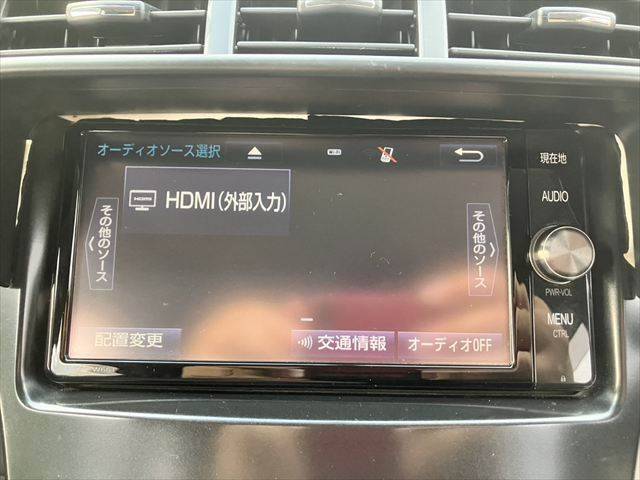 オーディオソース選択
現在地
HDMI(外部入力)
AUDIO
その他のソース
その他のソース
PWR・VOL
MENU
CTRL
配置変更
交通情報
オーディオOFF